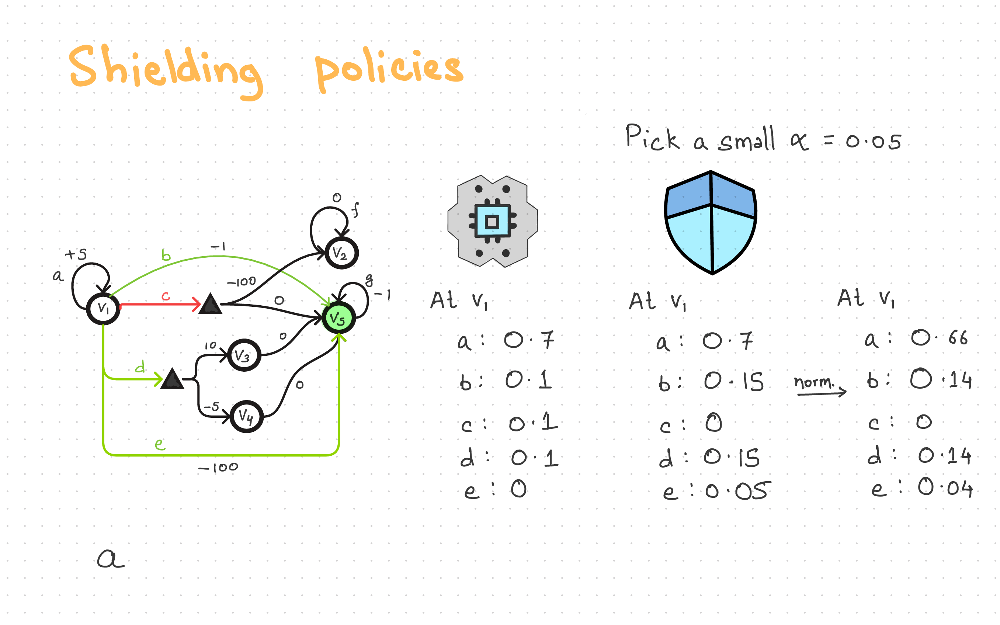 Shielding policies
Pick a small α = 0.05
0
f
V2
+5
a
b
-1
-100
g
-1
c
0
V1
V5
10
V3
0
d
-5
V4
0
e
-100
At V1
a: 0.7
b: 0.1
c: 0.1
d: 0.1
e: 0
At V1
a: 0.7
b: 0.15
c: 0
d: 0.15
e: 0.05
norm.
At V1
a: 0.66
b: 0.14
c: 0
d: 0.14
e: 0.04
a